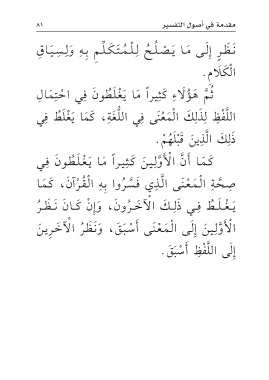 مقدمة في أصول التفسير ٨١
نَظَرٍ إِلَى مَا يَصْلُحُ لِلْمُتَكَلِّمِ بِهِ وَلِسِيَاقِ
الْكَلَامِ.
ثُمَّ هَؤُلَاءِ كَثِيراً مَا يَغْلَطُونَ فِي احْتِمَالِ
اللَّفْظِ لِذَلِكَ الْمَعْنَى فِي اللُّغَةِ، كَمَا يَغْلَطُ فِي
ذَلِكَ الَّذِينَ قَبْلَهُمْ.
كَمَا أَنَّ الْأَوَّلِينَ كَثِيراً مَا يَغْلَطُونَ فِي
صِحَّةِ الْمَعْنَى الَّذِي فَسَّرُوا بِهِ الْقُرْآنَ، كَمَا
يَغْلَطُ فِي ذَلِكَ الْآخَرُونَ، وَإِنْ كَانَ نَظَرُ
الْأَوَّلِينَ إِلَى الْمَعْنَى أَسْبَقَ، وَنَظَرُ الْآخَرِينَ
إِلَى اللَّفْظِ أَسْبَقَ.